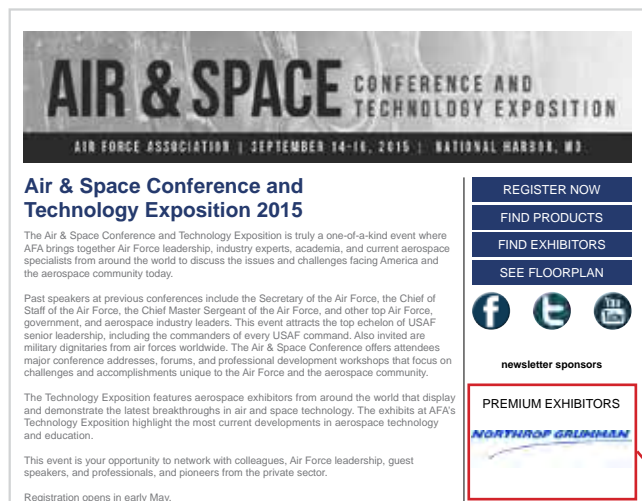 AIR & SPACE CONFERENCE AND
TECHNOLOGY EXPOSITION
AIR FORCE ASSOCIATION | SEPTEMBER 14-16, 2015 | NATIONAL HARBOR, MD
Air & Space Conference and
Technology Exposition 2015
The Air & Space Conference and Technology Exposition is truly a one-of-a-kind event where
AFA brings together Air Force leadership, industry experts, academia, and current aerospace
specialists from around the world to discuss the issues and challenges facing America and
the aerospace community today.
Past speakers at previous conferences include the Secretary of the Air Force, the Chief of
Staff of the Air Force, the Chief Master Sergeant of the Air Force, and other top Air Force,
government, and aerospace industry leaders. This event attracts the top echelon of USAF
senior leadership, including the commanders of every USAF command. Also invited are
military dignitaries from air forces worldwide. The Air & Space Conference offers attendees
major conference addresses, forums, and professional development workshops that focus on
challenges and accomplishments unique to the Air Force and the aerospace community.
The Technology Exposition features aerospace exhibitors from around the world that display
and demonstrate the latest breakthroughs in air and space technology. The exhibits at AFA's
Technology Exposition highlight the most current developments in aerospace technology
and education.
This event is your opportunity to network with colleagues, Air Force leadership, guest
speakers, and professionals, and pioneers from the private sector.
Registration opens in early May.
REGISTER NOW
FIND PRODUCTS
FIND EXHIBITORS
SEE FLOORPLAN
f
t
You
Tube
newsletter sponsors
PREMIUM EXHIBITORS
NORTHROP GRUMMAN